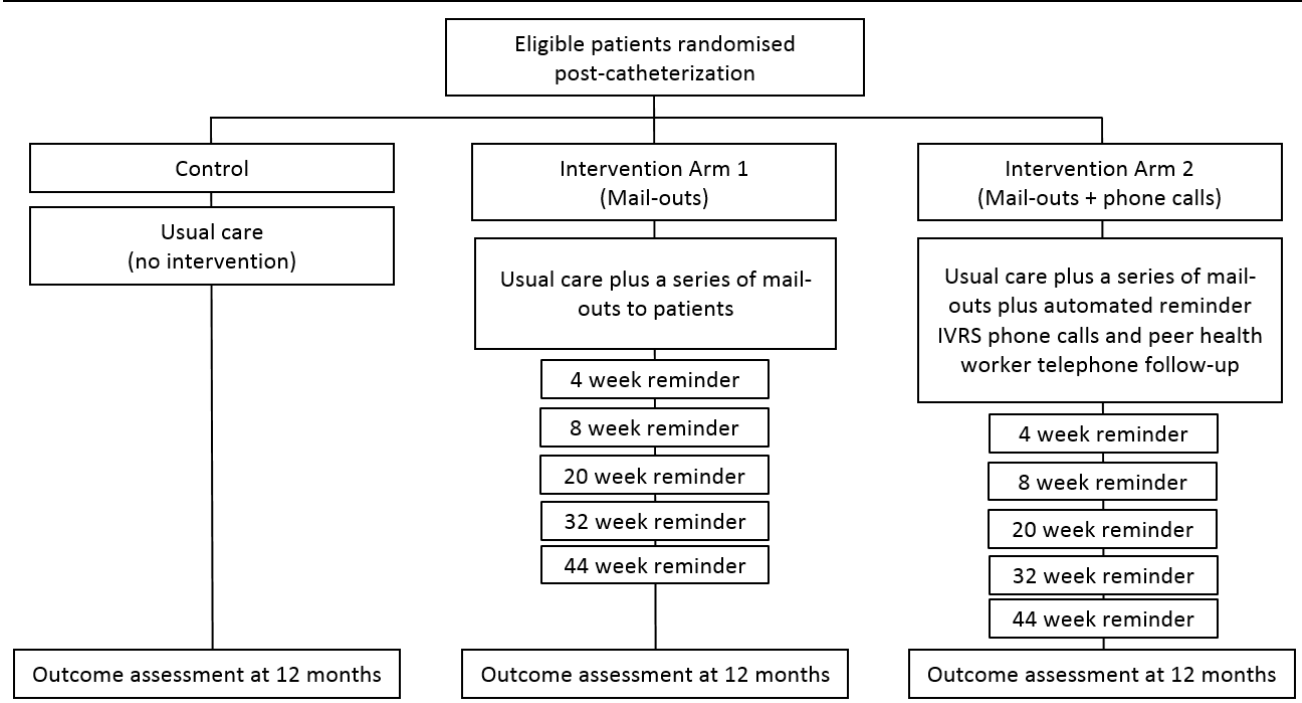 Eligible patients randomised
post-catheterization
Control
Usual care
(no intervention)
Outcome assessment at 12 months
Intervention Arm 1
(Mail-outs)
Usual care plus a series of mail-
outs to patients
4 week reminder
8 week reminder
20 week reminder
32 week reminder
44 week reminder
Outcome assessment at 12 months
Intervention Arm 2
(Mail-outs + phone calls)
Usual care plus a series of mail-
outs plus automated reminder
IVRS phone calls and peer health
worker telephone follow-up
4 week reminder
8 week reminder
20 week reminder
32 week reminder
44 week reminder
Outcome assessment at 12 months